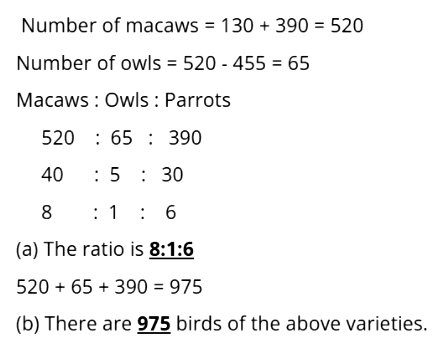 Number of macaws = 130 + 390 = 520
Number of owls = 520 - 455 = 65
Macaws : Owls : Parrots
520 : 65 : 390
40 : 5 : 30
8 : 1 : 6
(a) The ratio is 8:1:6
520 + 65 + 390 = 975
(b) There are 975 birds of the above varieties.